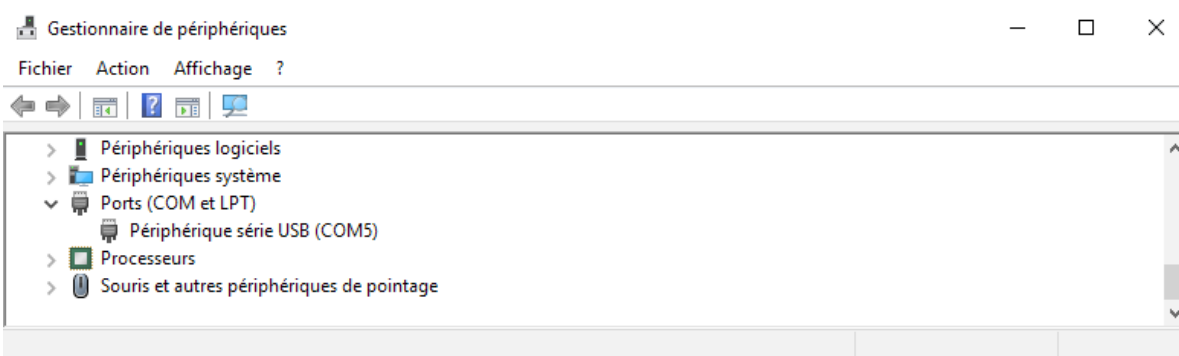 Gestionnaire de périphériques
Fichier Action Affichage ?
Périphériques logiciels
Périphériques système
Ports (COM et LPT)
Périphérique série USB (COM5)
Processeurs
Souris et autres périphériques de pointage